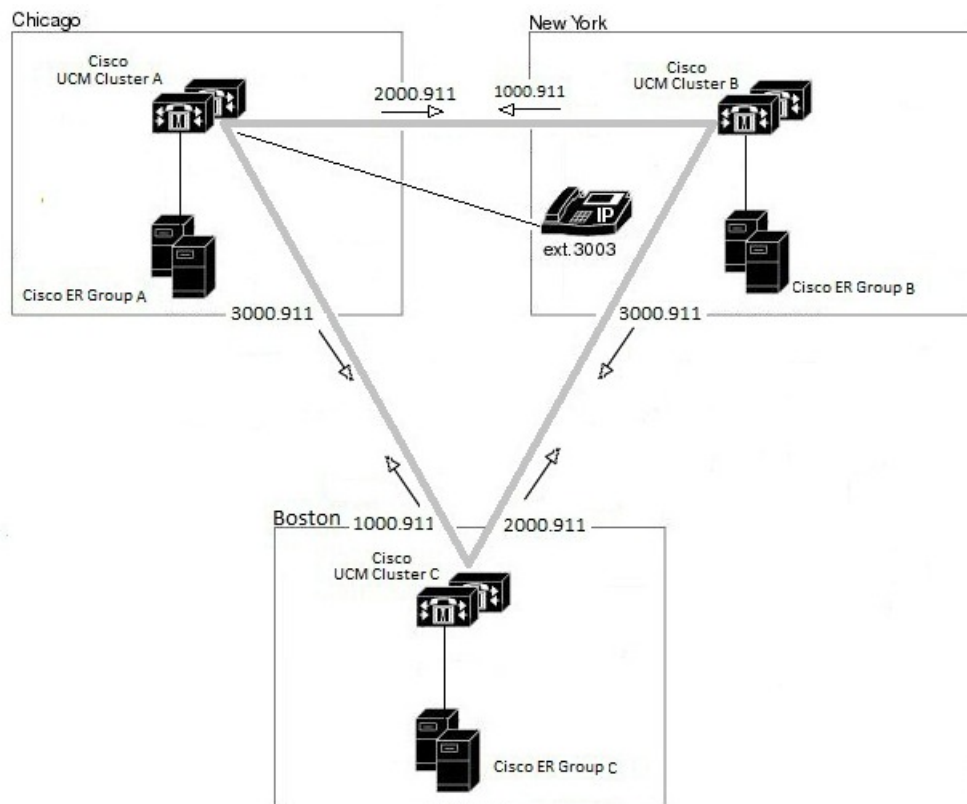 Chicago
New York
Cisco
UCM Cluster A
2000.911
1000.911
Cisco
UCM Cluster B
M
M
IP
ext.3003
Cisco ER Group A
Cisco ER Group B
3000.911
3000.911
Boston
1000.911
2000.911
Cisco
UCM Cluster C
M
Cisco ER Group C